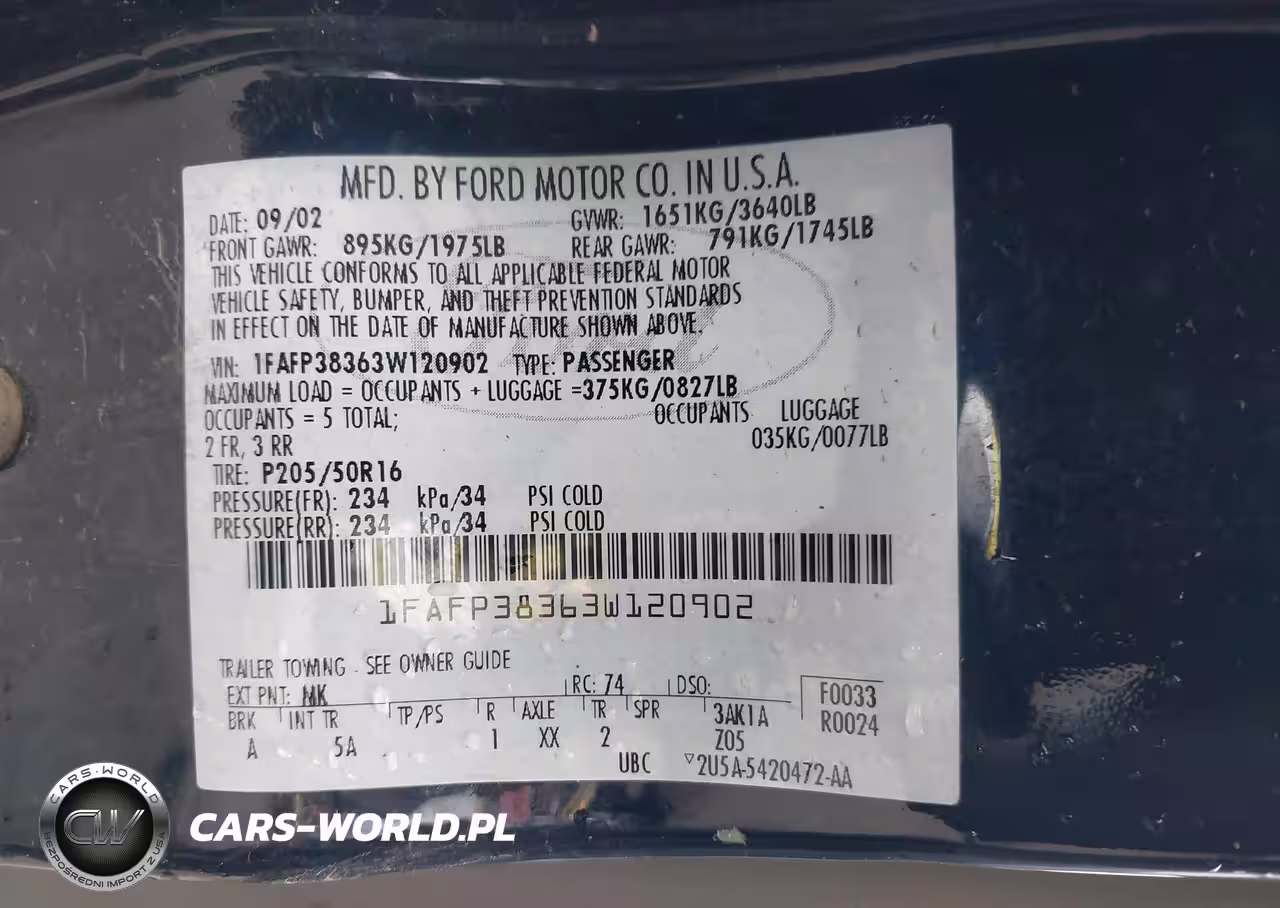 MFD. BY FORD MOTOR CO. IN U.S.A.
DATE: 09/02 GVWR: 1651KG/3640LB
FRONT GAWR: 895KG/1975LB REAR GAWR: 791KG/1745LB
THIS VEHICLE CONFORMS TO ALL APPLICABLE FEDERAL MOTOR
VEHICLE SAFETY, BUMPER, AND THEFT PREVENTION STANDARDS
IN EFFECT ON THE DATE OF MANUFACTURE SHOWN ABOVE.
VIN: 1FAFP38363W120902 TYPE: PASSENGER
MAXIMUM LOAD = OCCUPANTS + LUGGAGE =375KG/0827LB
OCCUPANTS = 5 TOTAL; OCCUPANTS LUGGAGE
2 FR, 3 RR 035KG/0077LB
TIRE: P205/50R16
PRESSURE(FR): 234 kPa/34 PSI COLD
PRESSURE(RR): 234 kPa/34 PSI COLD
1FAFP38363W120902
TRAILER TOWING - SEE OWNER GUIDE
EXT PNT: MK RC: 74 DSO: F0033
BRK INT TR TP/PS R AXLE TR SPR 3AK1A R0024
A 5A 1 XX 2 Z05
UBC ▽2U5A-5420472-AA
CARS-WORLD
CW
BEZPOŚREDNI IMPORT Z USA
CARS-WORLD.PL